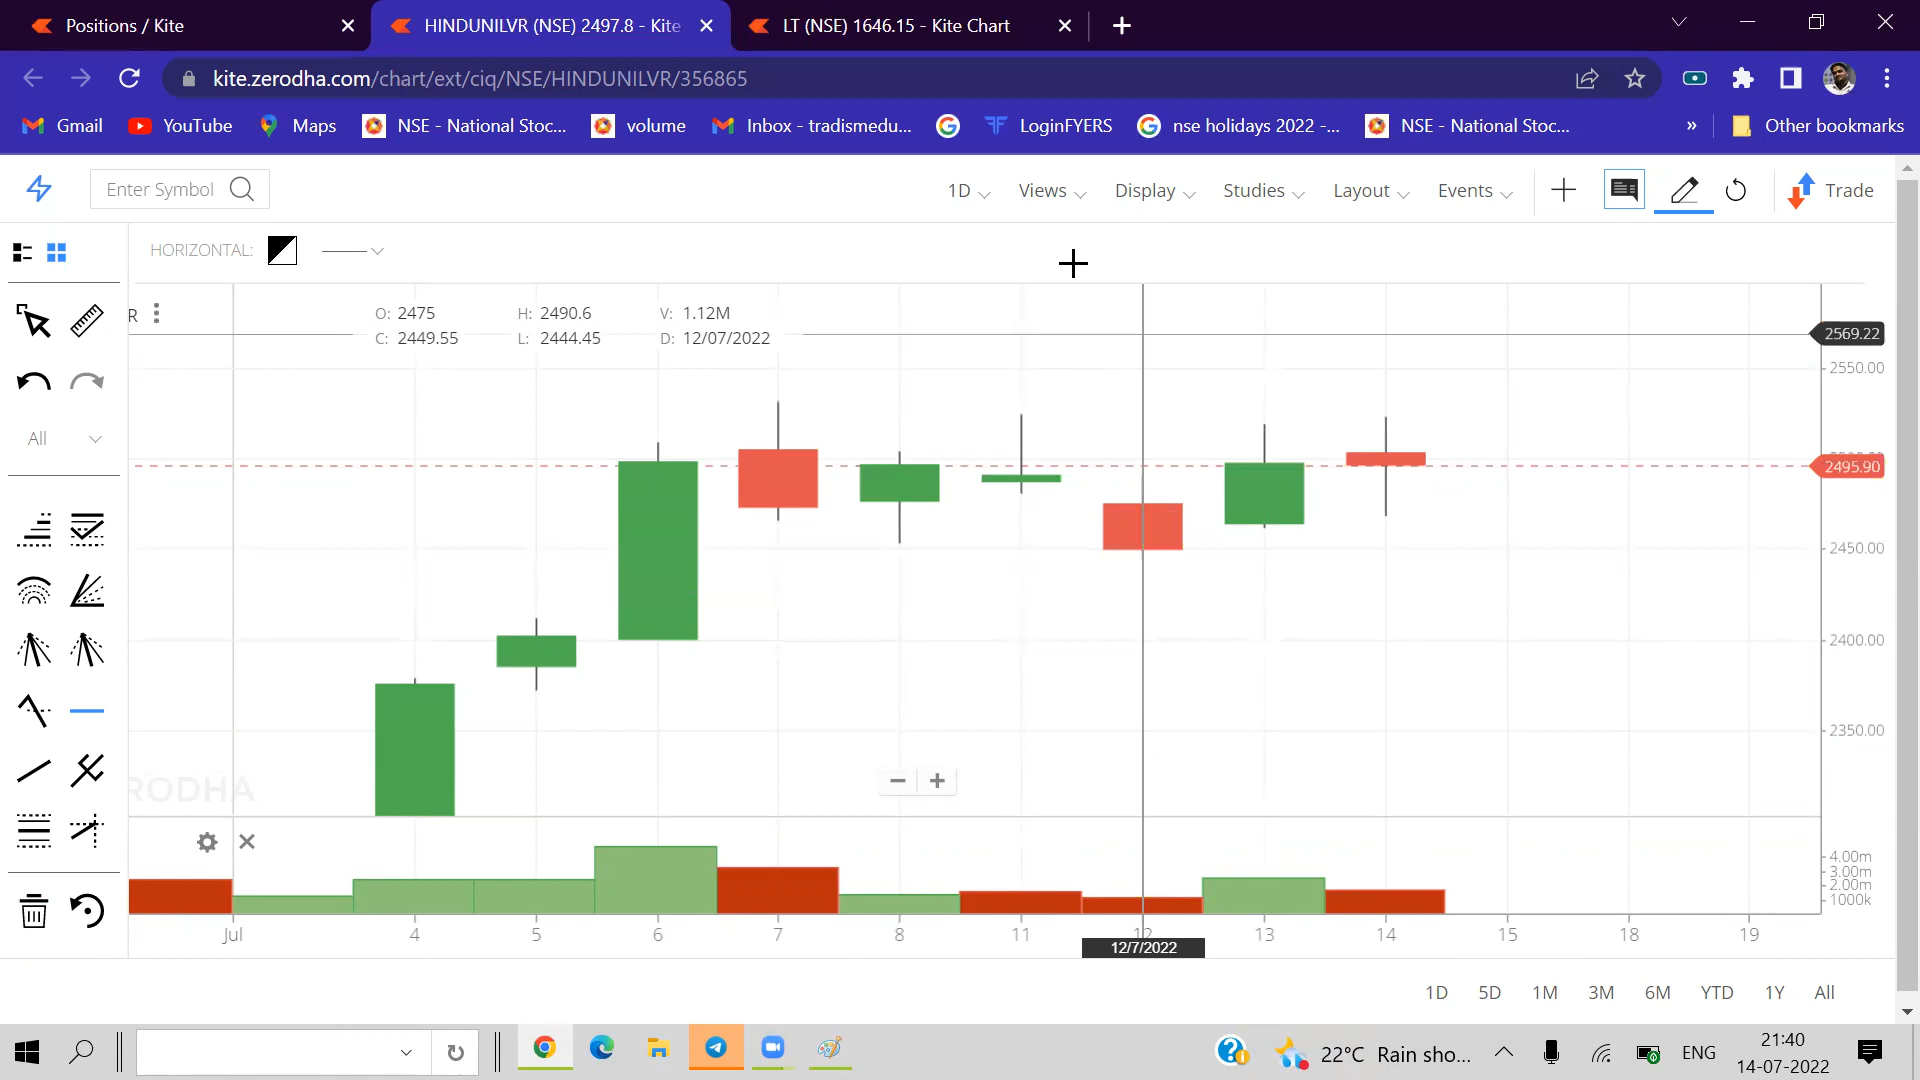 Positions / Kite
HINDUNILVR (NSE) 2497.8 - Kite
LT (NSE) 1646.15 - Kite Chart
kite.zerodha.com/chart/ext/ciq/NSE/HINDUNILVR/356865
Gmail YouTube Maps NSE - National Stoc... volume Inbox - tradismedu... LoginFYERS nse holidays 2022 -... NSE - National Stoc... » Other bookmarks
Enter Symbol 1D Views Display Studies Layout Events Trade
HORIZONTAL:
R O: 2475 H: 2490.6 V: 1.12M
C: 2449.55 L: 2444.45 D: 12/07/2022
2569.22
2550.00
All
2495.90
2450.00
2400.00
2350.00
RODHA
4.00m
3.00m
2.00m
1000k
Jul 4 5 6 7 8 11 12 13 14 15 18 19
12/7/2022
1D 5D 1M 3M 6M YTD 1Y All
22°C Rain sho... ENG 21:40
14-07-2022